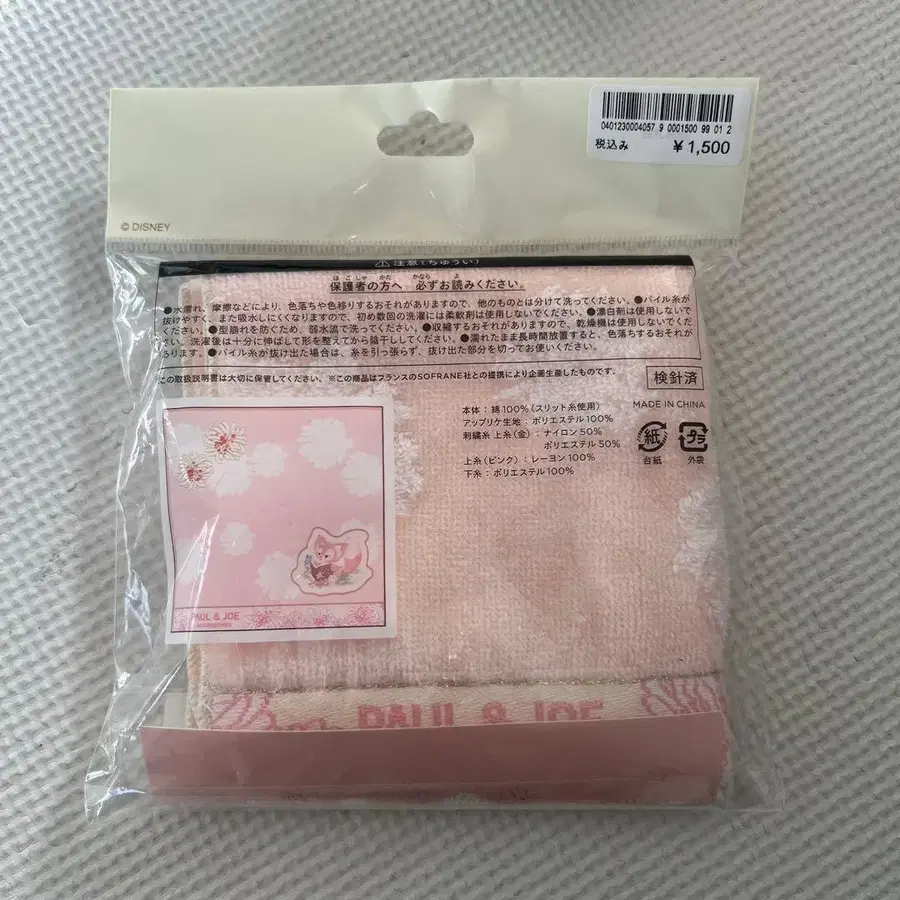 0401230004057 9 0001500 99 01 2
税込み ¥1,500
© DISNEY
⚠注意(ちゅうい)
ほごしゃ かた かなら よ
保護者の方へ 必ずお読みください。
●水濡れ、摩擦などにより、色落ちや色移りするおそれがありますので、他のものとは分けて洗ってください。●パイル糸が
抜けやすく、また吸水しにくくなりますので、初め数回の洗濯には柔軟剤は使用しないでください。●漂白剤は使用しないで
ください。●型崩れを防ぐため、弱水流で洗ってください。●収縮するおそれがありますので、乾燥機は使用しないでくださ
い。洗濯後は十分に伸ばして形を整えてから陰干ししてください。●濡れたまま長時間放置すると、色落ちするおそれが
あります。●パイル糸が抜け出た場合は、糸を引っ張らず、抜け出た部分を切ってお使いください。
この取扱説明書は大切に保管してください。※この商品はフランスのSOFRANE社との提携により企画生産したものです。
検針済
本体：綿100%(スリット糸使用)
アップリケ生地：ポリエステル100%
刺繍糸 上糸(金)：ナイロン50%
ポリエステル50%
上糸(ピンク)：レーヨン100%
下糸：ポリエステル100%
MADE IN CHINA
紙 プラ
台紙 外袋
PAUL & JOE
ACCESSOIRES
PAUL & JOE